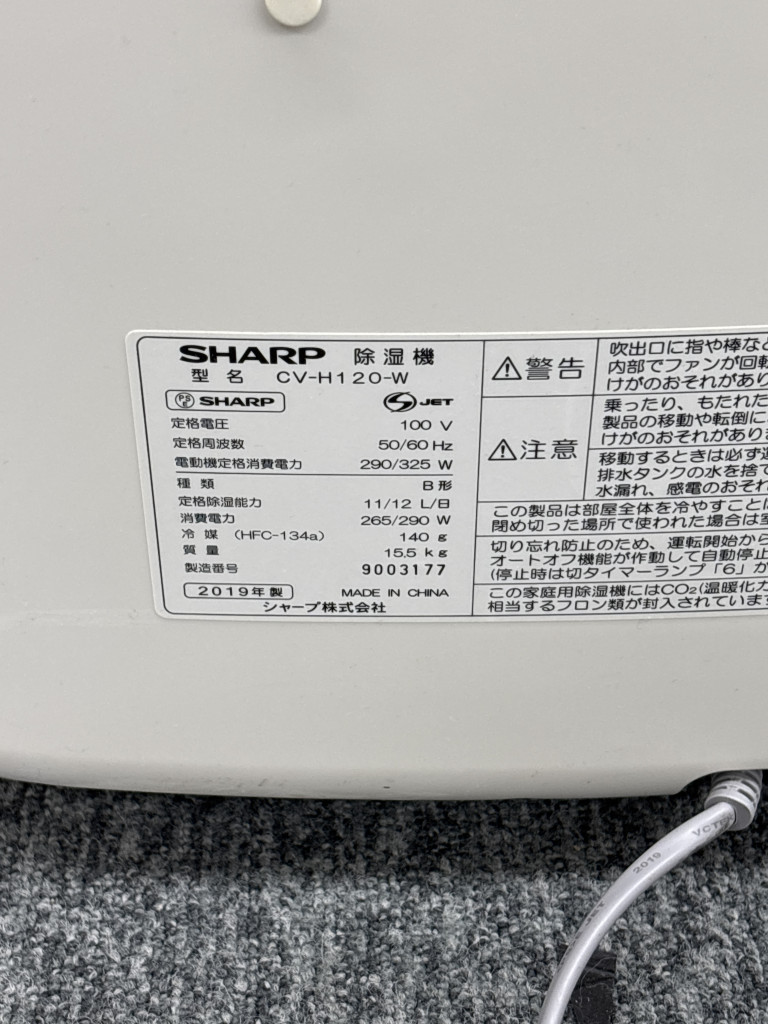 SHARP 除湿機
型名 CV-H120-W
PS E SHARP
S JET
定格電圧 100 V
定格周波数 50/60 Hz
電動機定格消費電力 290/325 W
種類 B形
定格除湿能力 11/12 L/日
消費電力 265/290 W
冷媒 (HFC-134a) 140 g
質量 15.5 kg
製造番号 9003177
2019年製 MADE IN CHINA
シャープ株式会社
警告
吹出口に指や棒な
内部でファンが回転
けがのおそれがあり
注意
乗ったり、もたれた
製品の移動や転倒に
けがのおそれがあり
移動するときは必ず
排水タンクの水を捨て
水漏れ、感電のおそれ
この製品は部屋全体を冷やすことは
閉め切った場所で使われた場合は
切り忘れ防止のため、運転開始から
オートオフ機能が作動して自動停止
(停止時は切タイマーランプ「6」が
この家庭用除湿機にはCO₂(温暖化
相当するフロン類が封入されています
2019